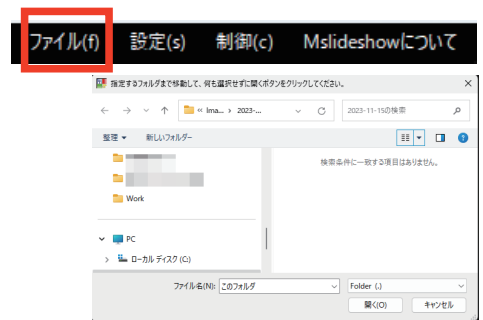 ファイル(f) 設定(s) 制御(c) Mslideshowについて
指定するフォルダまで移動して、何も選択せずに開くボタンをクリックしてください。
« Ima... › 2023-...
2023-11-15の検索
整理 新しいフォルダー
検索条件に一致する項目はありません。
Work
PC
ローカル ディスク (C:)
ファイル名(N): このフォルダ
Folder (.)
開く(O) キャンセル